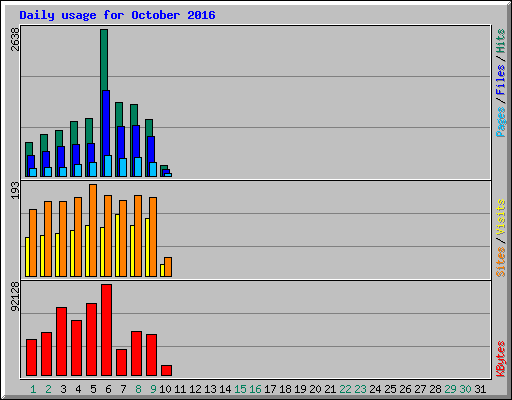 Daily usage for October 2016
2638
Pages / Files / Hits
193
Sites / Visits
92128
KBytes
1 2 3 4 5 6 7 8 9 10 11 12 13 14 15 16 17 18 19 20 21 22 23 24 25 26 27 28 29 30 31